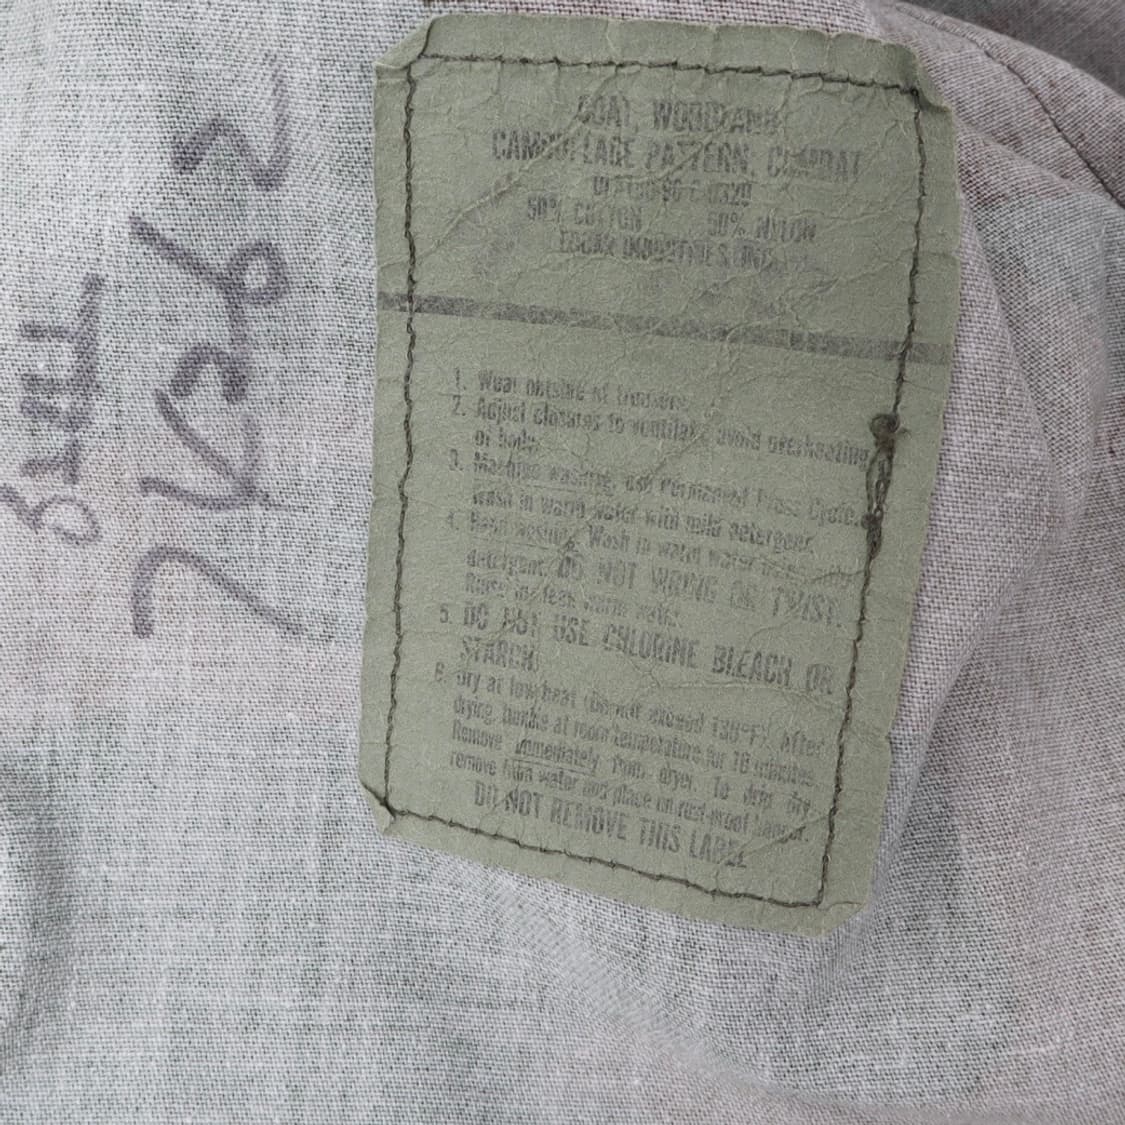 COAT, WOODLAND
CAMOUFLAGE PATTERN, COMBAT
50% COTTON 50% NYLON
INDUSTRIES INC.
1. Wear outside of trousers.
2. Adjust closures to ventilate, avoid overheating
of body.
3. Machine washing, use Permanent Press Cycle.
Wash in warm water with mild detergent.
4. Hand washing. Wash in warm water
detergent. DO NOT WRING OR TWIST.
Rinse in clean warm water.
5. DO NOT USE CHLORINE BLEACH OR
STARCH.
6. Dry at low heat (Do not exceed 130°F). After
drying, tumble at room temperature for 10 minutes.
Remove immediately from dryer. To drip dry,
remove from water and place on rust-proof hanger.
DO NOT REMOVE THIS LABEL